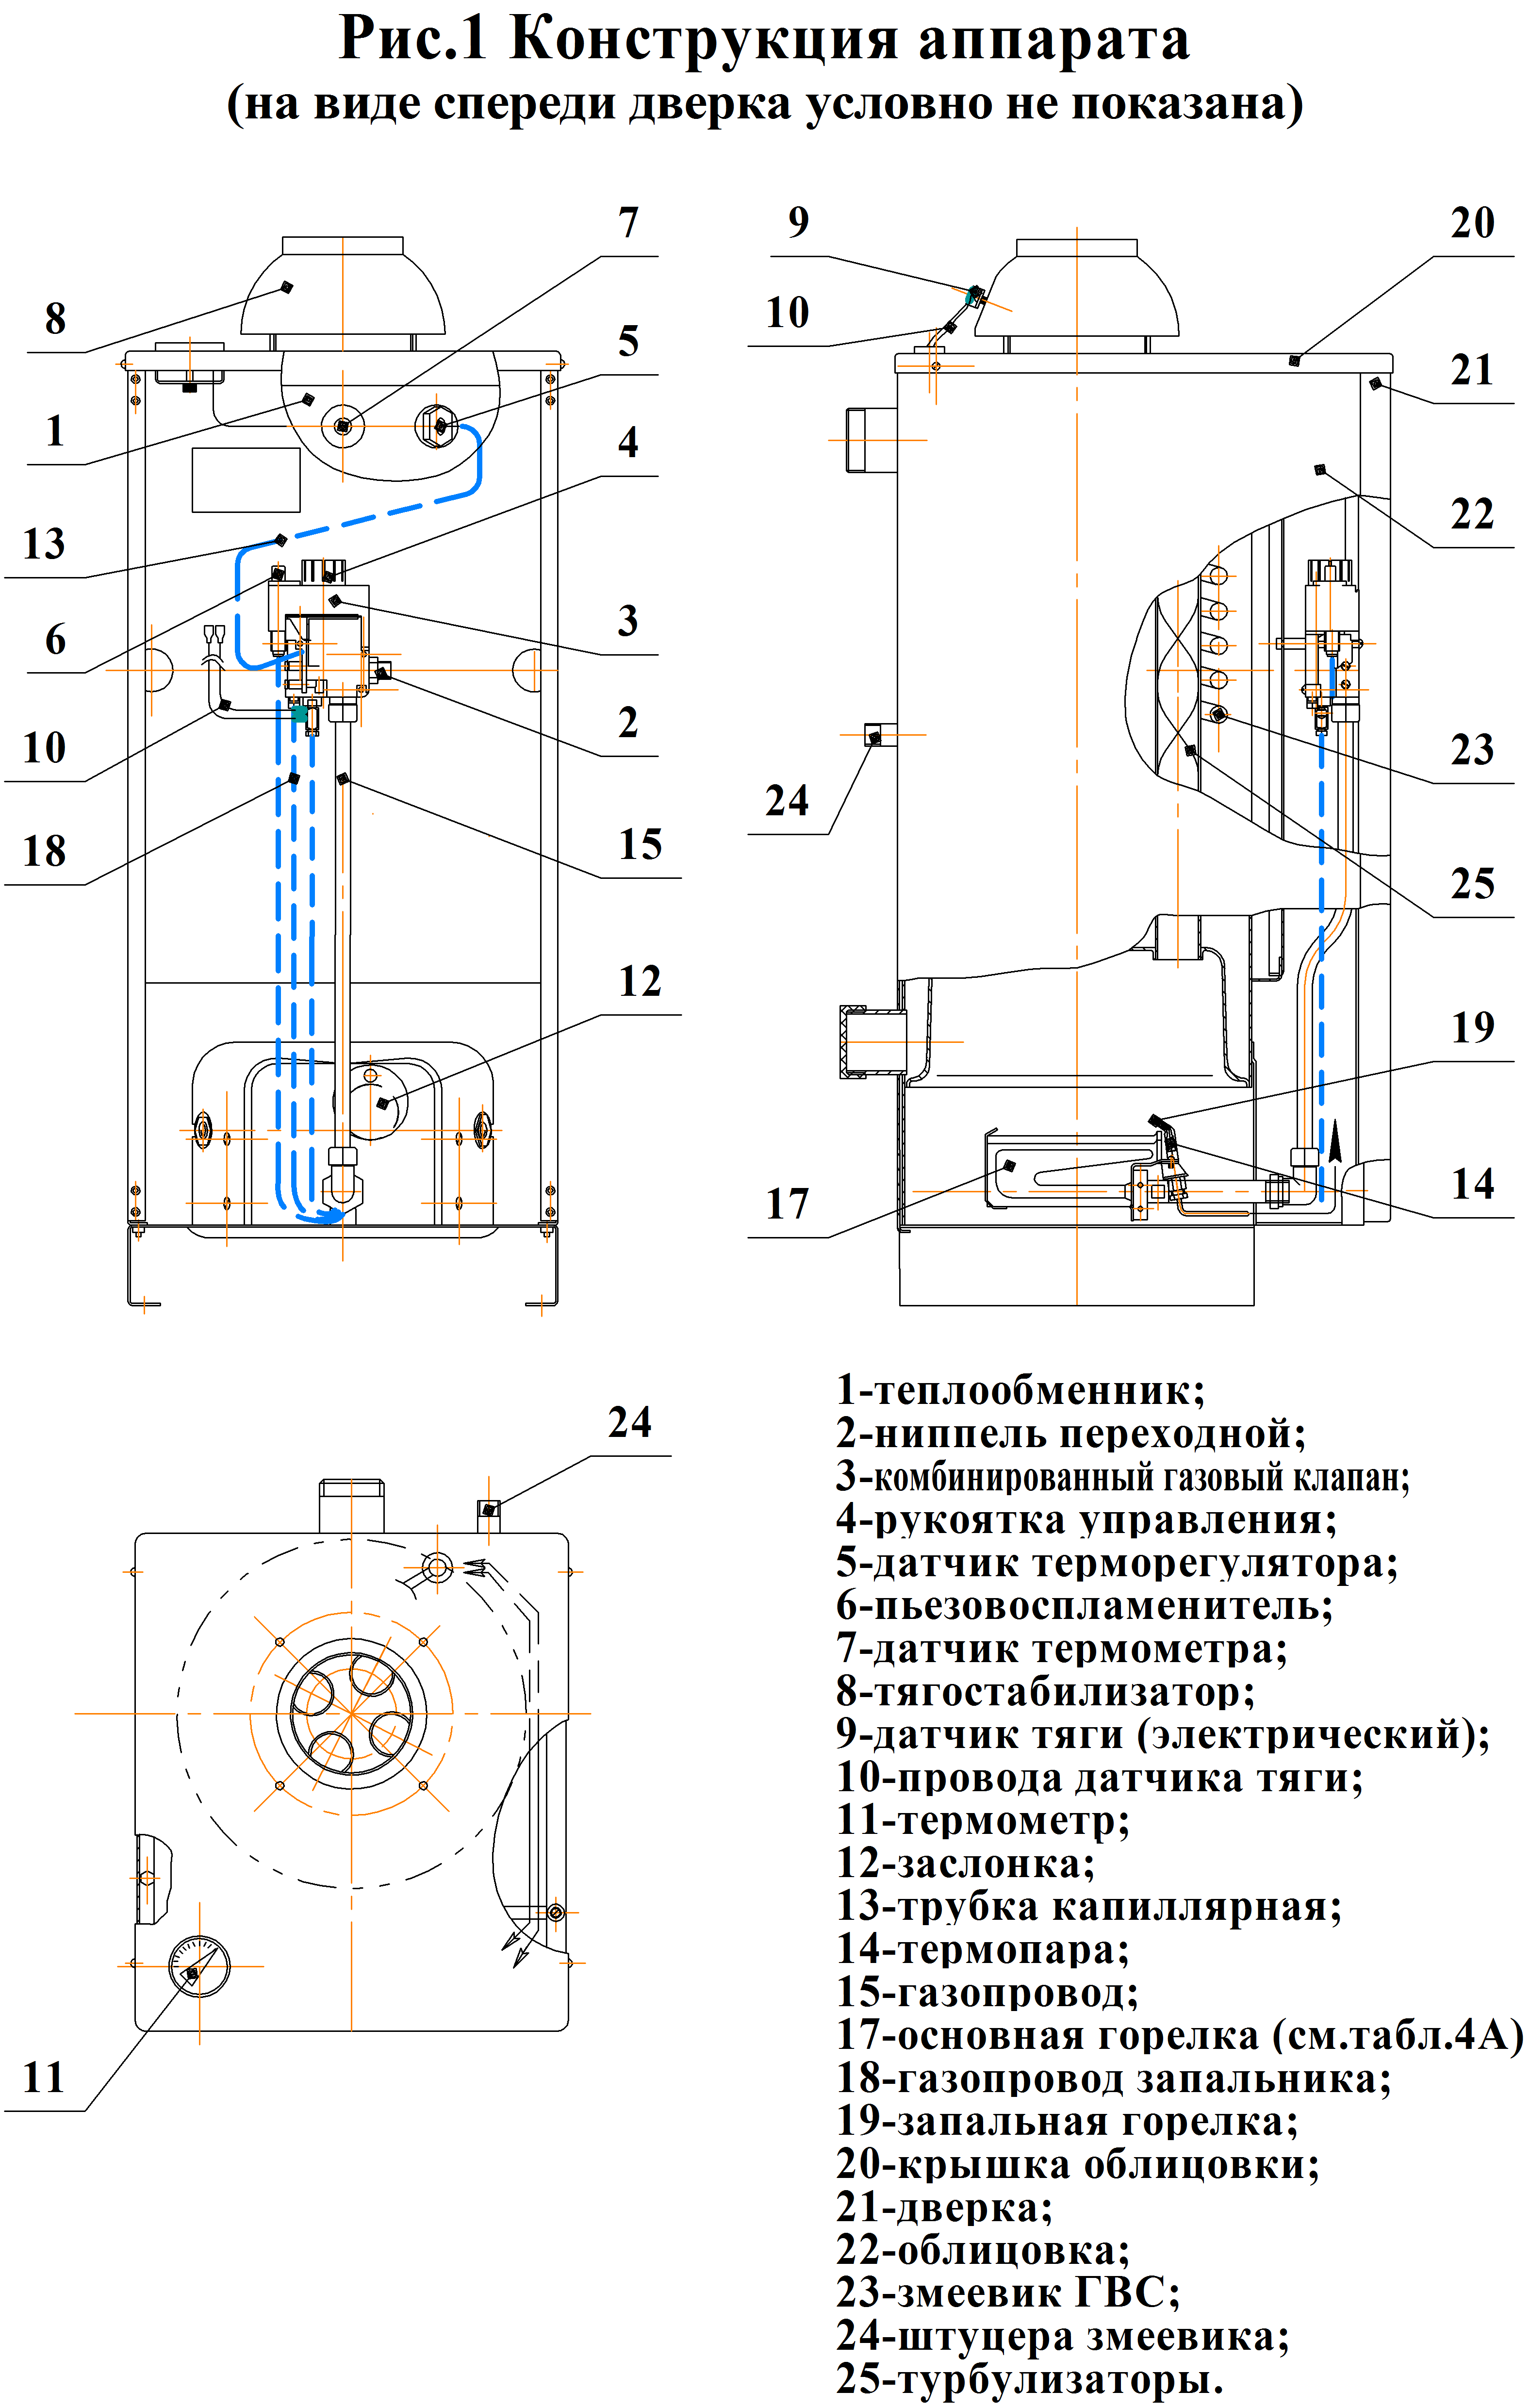 Рис.1 Конструкция аппарата
(на виде спереди дверка условно не показана)
7
9
20
8
5
10
21
1
4
13
22
6
3
10
2
23
24
18
15
25
12
19
17
14
24
11
1-теплообменник;
2-ниппель переходной;
3-комбинированный газовый клапан;
4-рукоятка управления;
5-датчик терморегулятора;
6-пьезовоспламенитель;
7-датчик термометра;
8-тягостабилизатор;
9-датчик тяги (электрический);
10-провода датчика тяги;
11-термометр;
12-заслонка;
13-трубка капиллярная;
14-термопара;
15-газопровод;
17-основная горелка (см.табл.4А)
18-газопровод запальника;
19-запальная горелка;
20-крышка облицовки;
21-дверка;
22-облицовка;
23-змеевик ГВС;
24-штуцера змеевика;
25-турбулизаторы.